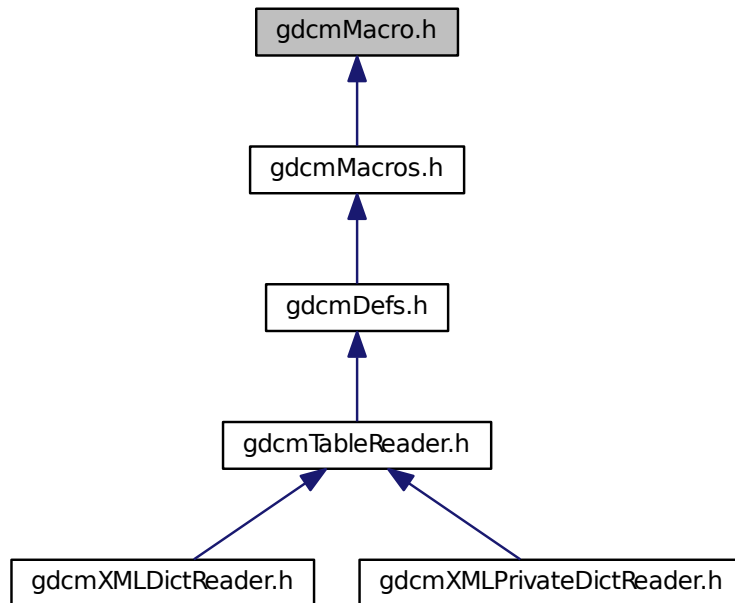 gdcmMacro.h
gdcmMacros.h
gdcmDefs.h
gdcmTableReader.h
gdcmXMLDictReader.h
gdcmXMLPrivateDictReader.h